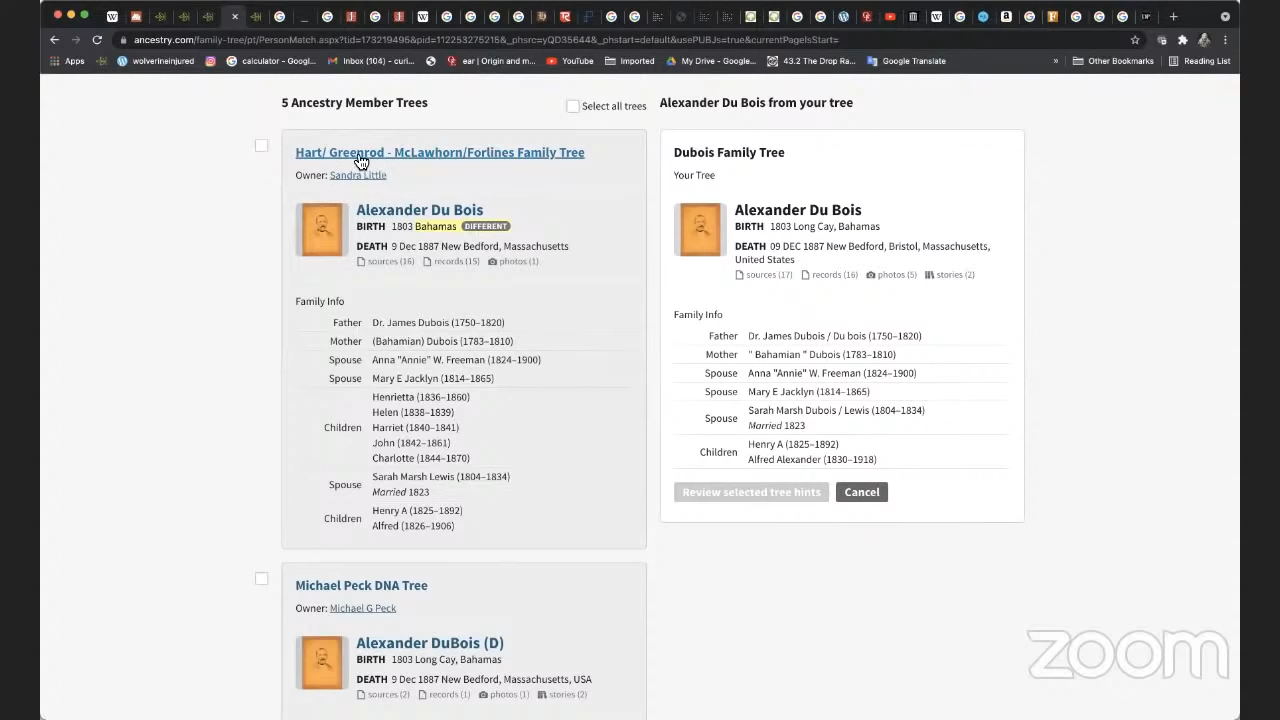 ancestry.com/family-tree/pt/PersonMatch.aspx?tid=173219495&pid=112253275215&_phsrc=yQD35644&_phstart=default&usePUBJs=true&currentPageIsStart=
Apps
wolverineinjured
calculator - Googl...
Inbox (104) - curi...
ear | Origin and m...
YouTube
Imported
My Drive - Google...
43.2 The Drop Ra...
Google Translate
»
Other Bookmarks
Reading List
5 Ancestry Member Trees
Select all trees
Alexander Du Bois from your tree
Hart/ Greenrod - McLawhorn/Forlines Family Tree
Owner: Sandra Little
Alexander Du Bois
BIRTH 1803 Bahamas DIFFERENT
DEATH 9 Dec 1887 New Bedford, Massachusetts
sources (16) records (15) photos (1)
Family Info
Father Dr. James Dubois (1750–1820)
Mother (Bahamian) Dubois (1783–1810)
Spouse Anna "Annie" W. Freeman (1824–1900)
Spouse Mary E Jacklyn (1814–1865)
Children
Henrietta (1836–1860)
Helen (1838–1839)
Harriet (1840–1841)
John (1842–1861)
Charlotte (1844–1870)
Spouse
Sarah Marsh Lewis (1804–1834)
Married 1823
Children
Henry A (1825–1892)
Alfred (1826–1906)
Dubois Family Tree
Your Tree
Alexander Du Bois
BIRTH 1803 Long Cay, Bahamas
DEATH 09 DEC 1887 New Bedford, Bristol, Massachusetts,
United States
sources (17) records (16) photos (5) stories (2)
Family Info
Father Dr. James Dubois / Du bois (1750–1820)
Mother " Bahamian " Dubois (1783–1810)
Spouse Anna "Annie" W. Freeman (1824–1900)
Spouse Mary E Jacklyn (1814–1865)
Spouse
Sarah Marsh Dubois / Lewis (1804–1834)
Married 1823
Children
Henry A (1825–1892)
Alfred Alexander (1830–1918)
Review selected tree hints Cancel
Michael Peck DNA Tree
Owner: Michael G Peck
Alexander DuBois (D)
BIRTH 1803 Long Cay, Bahamas
DEATH 9 Dec 1887 New Bedford, Massachusetts, USA
sources (2) records (1) photos (1) stories (2)
zoom